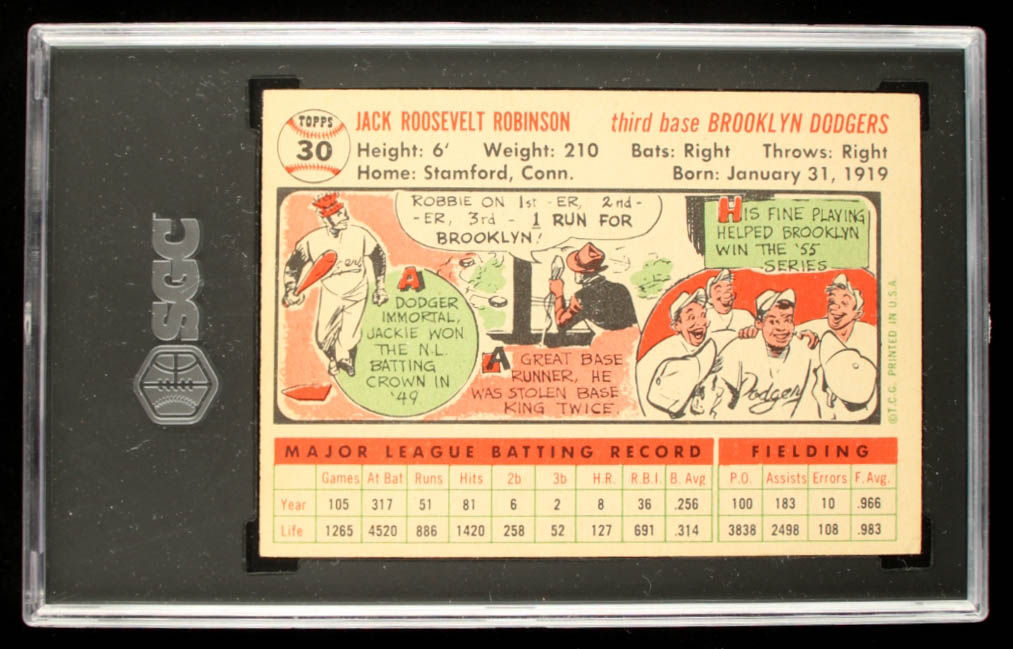 SGC
TOPPS
30
JACK ROOSEVELT ROBINSON third base BROOKLYN DODGERS
Height: 6' Weight: 210 Bats: Right Throws: Right
Home: Stamford, Conn. Born: January 31, 1919
ROBBIE ON 1st -ER, 2nd-
-ER, 3rd - 1 RUN FOR
BROOKLYN!
A
DODGER
IMMORTAL,
JACKIE WON
THE N.L.
BATTING
CROWN IN
'49
A GREAT BASE
RUNNER, HE
WAS STOLEN BASE
KING TWICE.
HIS FINE PLAYING
HELPED BROOKLYN
WIN THE '55
SERIES
Dodgers
©T.C.G. PRINTED IN U.S.A.
MAJOR LEAGUE BATTING RECORD FIELDING
Games At Bat Runs Hits 2b 3b H.R. R.B.I. B. Avg P.O. Assists Errors F. Avg.
Year 105 317 51 81 6 2 8 36 .256 100 183 10 .966
Life 1265 4520 886 1420 258 52 127 691 .314 3838 2498 108 .983